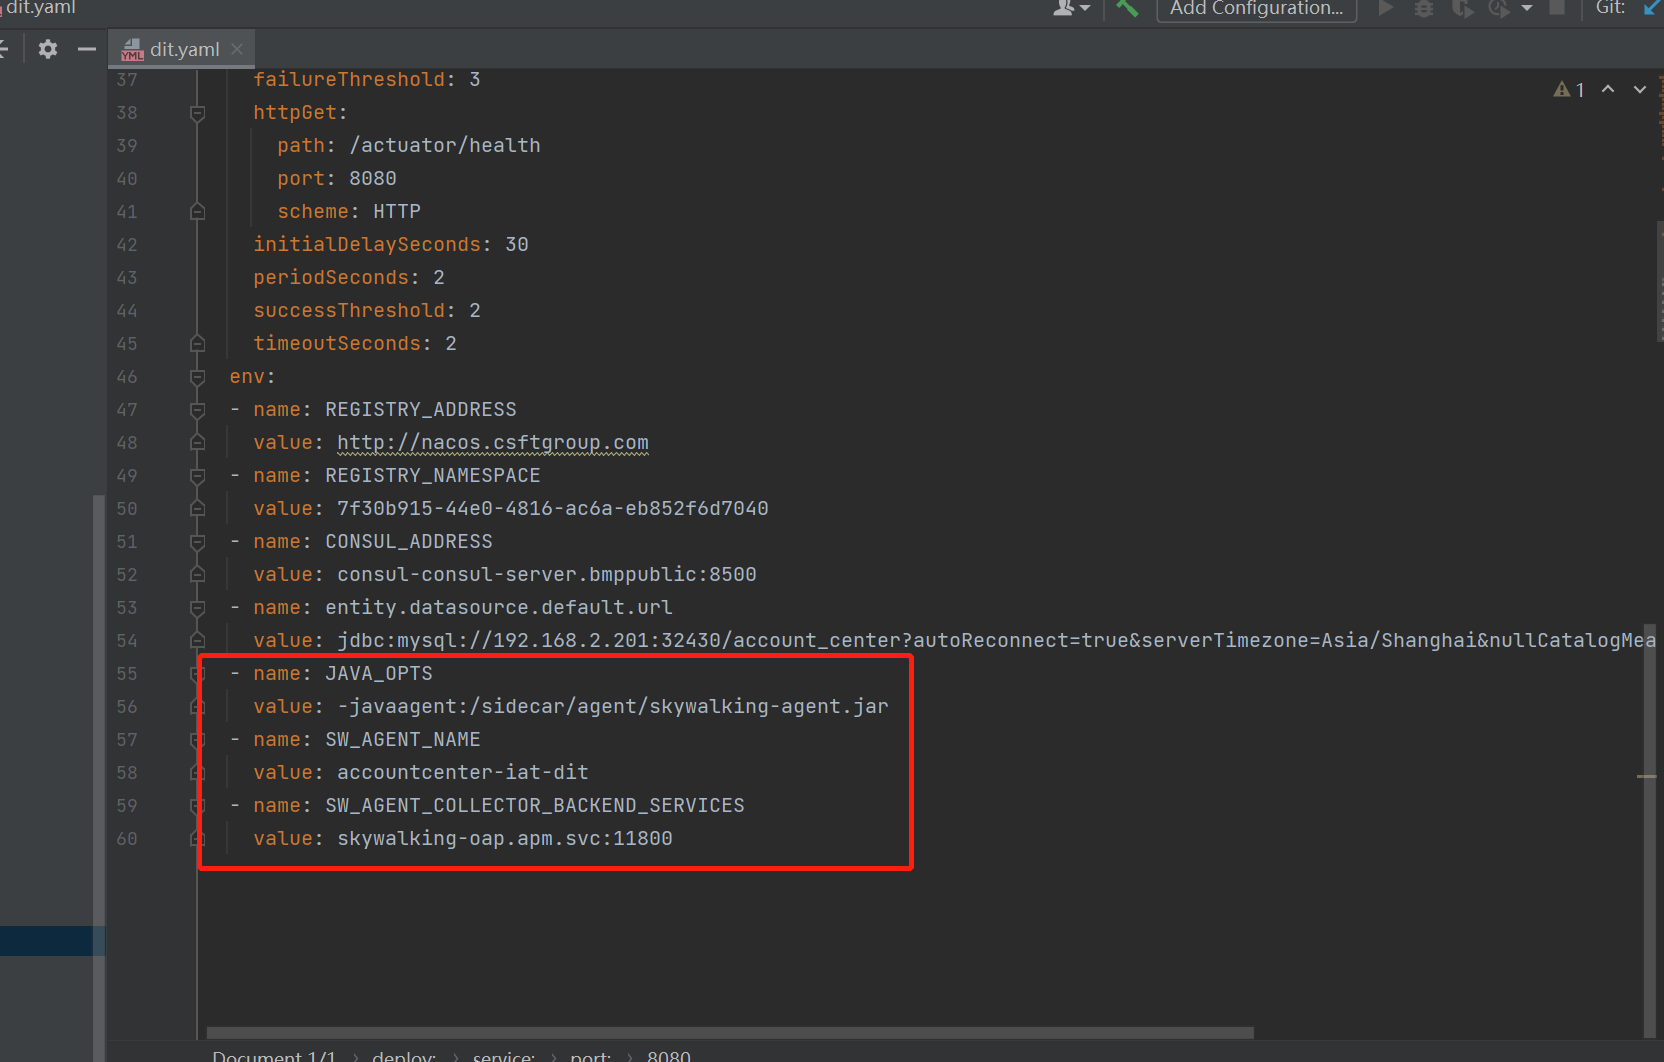 dit.yaml
Add Configuration...
Git:
dit.yaml
37 failureThreshold: 3
1
38 httpGet:
39 path: /actuator/health
40 port: 8080
41 scheme: HTTP
42 initialDelaySeconds: 30
43 periodSeconds: 2
44 successThreshold: 2
45 timeoutSeconds: 2
46 env:
47 - name: REGISTRY_ADDRESS
48 value: http://nacos.csftgroup.com
49 - name: REGISTRY_NAMESPACE
50 value: 7f30b915-44e0-4816-ac6a-eb852f6d7040
51 - name: CONSUL_ADDRESS
52 value: consul-consul-server.bmppublic:8500
53 - name: entity.datasource.default.url
54 value: jdbc:mysql://192.168.2.201:32430/account_center?autoReconnect=true&serverTimezone=Asia/Shanghai&nullCatalogMea
55 - name: JAVA_OPTS
56 value: -javaagent:/sidecar/agent/skywalking-agent.jar
57 - name: SW_AGENT_NAME
58 value: accountcenter-iat-dit
59 - name: SW_AGENT_COLLECTOR_BACKEND_SERVICES
60 value: skywalking-oap.apm.svc:11800
Document 1/1 › deploy: › service: › port: › 8080